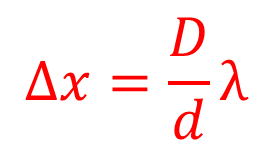 Δx = D/d λ